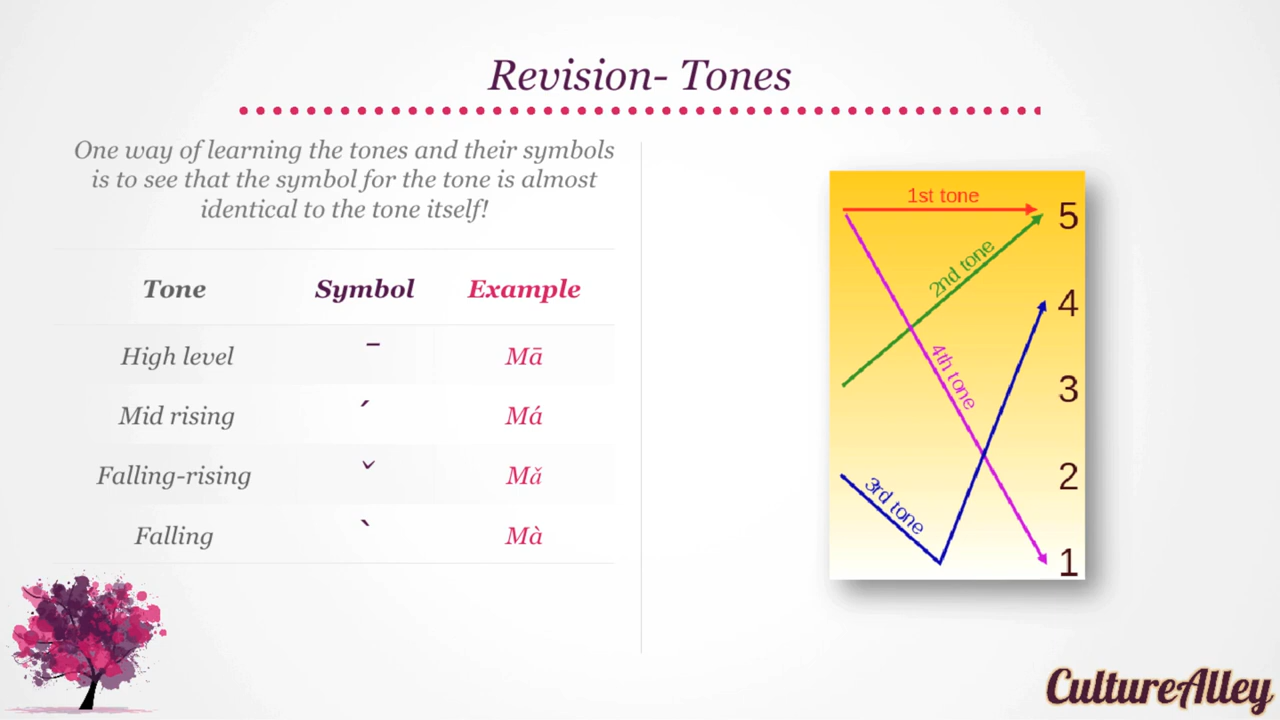 Revision- Tones
One way of learning the tones and their symbols
is to see that the symbol for the tone is almost
identical to the tone itself!
Tone Symbol Example
High level ˉ Mā
Mid rising ˊ Má
Falling-rising ˇ Mǎ
Falling ˋ Mà
1st tone
2nd tone
4th tone
3rd tone
5
4
3
2
1
CultureAlley